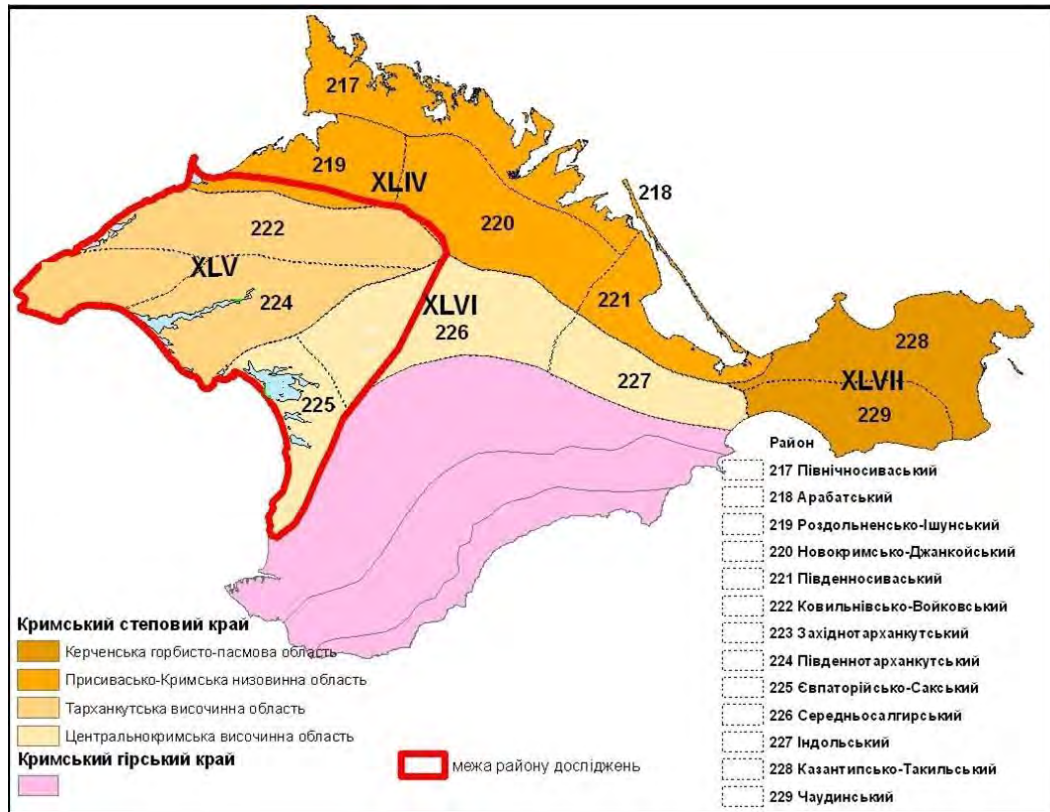 217
219
XLIV
218
220
222
XLV
224
221
XLVI
226
225
227
228
XLVII
229
Район
217 Північносиваський
218 Арабатський
219 Роздольненсько-Ішунський
220 Новокримсько-Джанкойський
221 Південносиваський
222 Ковильнівсько-Войковський
223 Західнотарханкутський
224 Південнотарханкутський
225 Євпаторійсько-Сакський
226 Середньосалгирський
227 Індольський
228 Казантипсько-Такильський
229 Чаудинський
Кримський степовий край
Керченська горбисто-пасмова область
Присивасько-Кримська низовинна область
Тарханкутська височинна область
Центральнокримська височинна область
Кримський гірський край
межа району досліджень